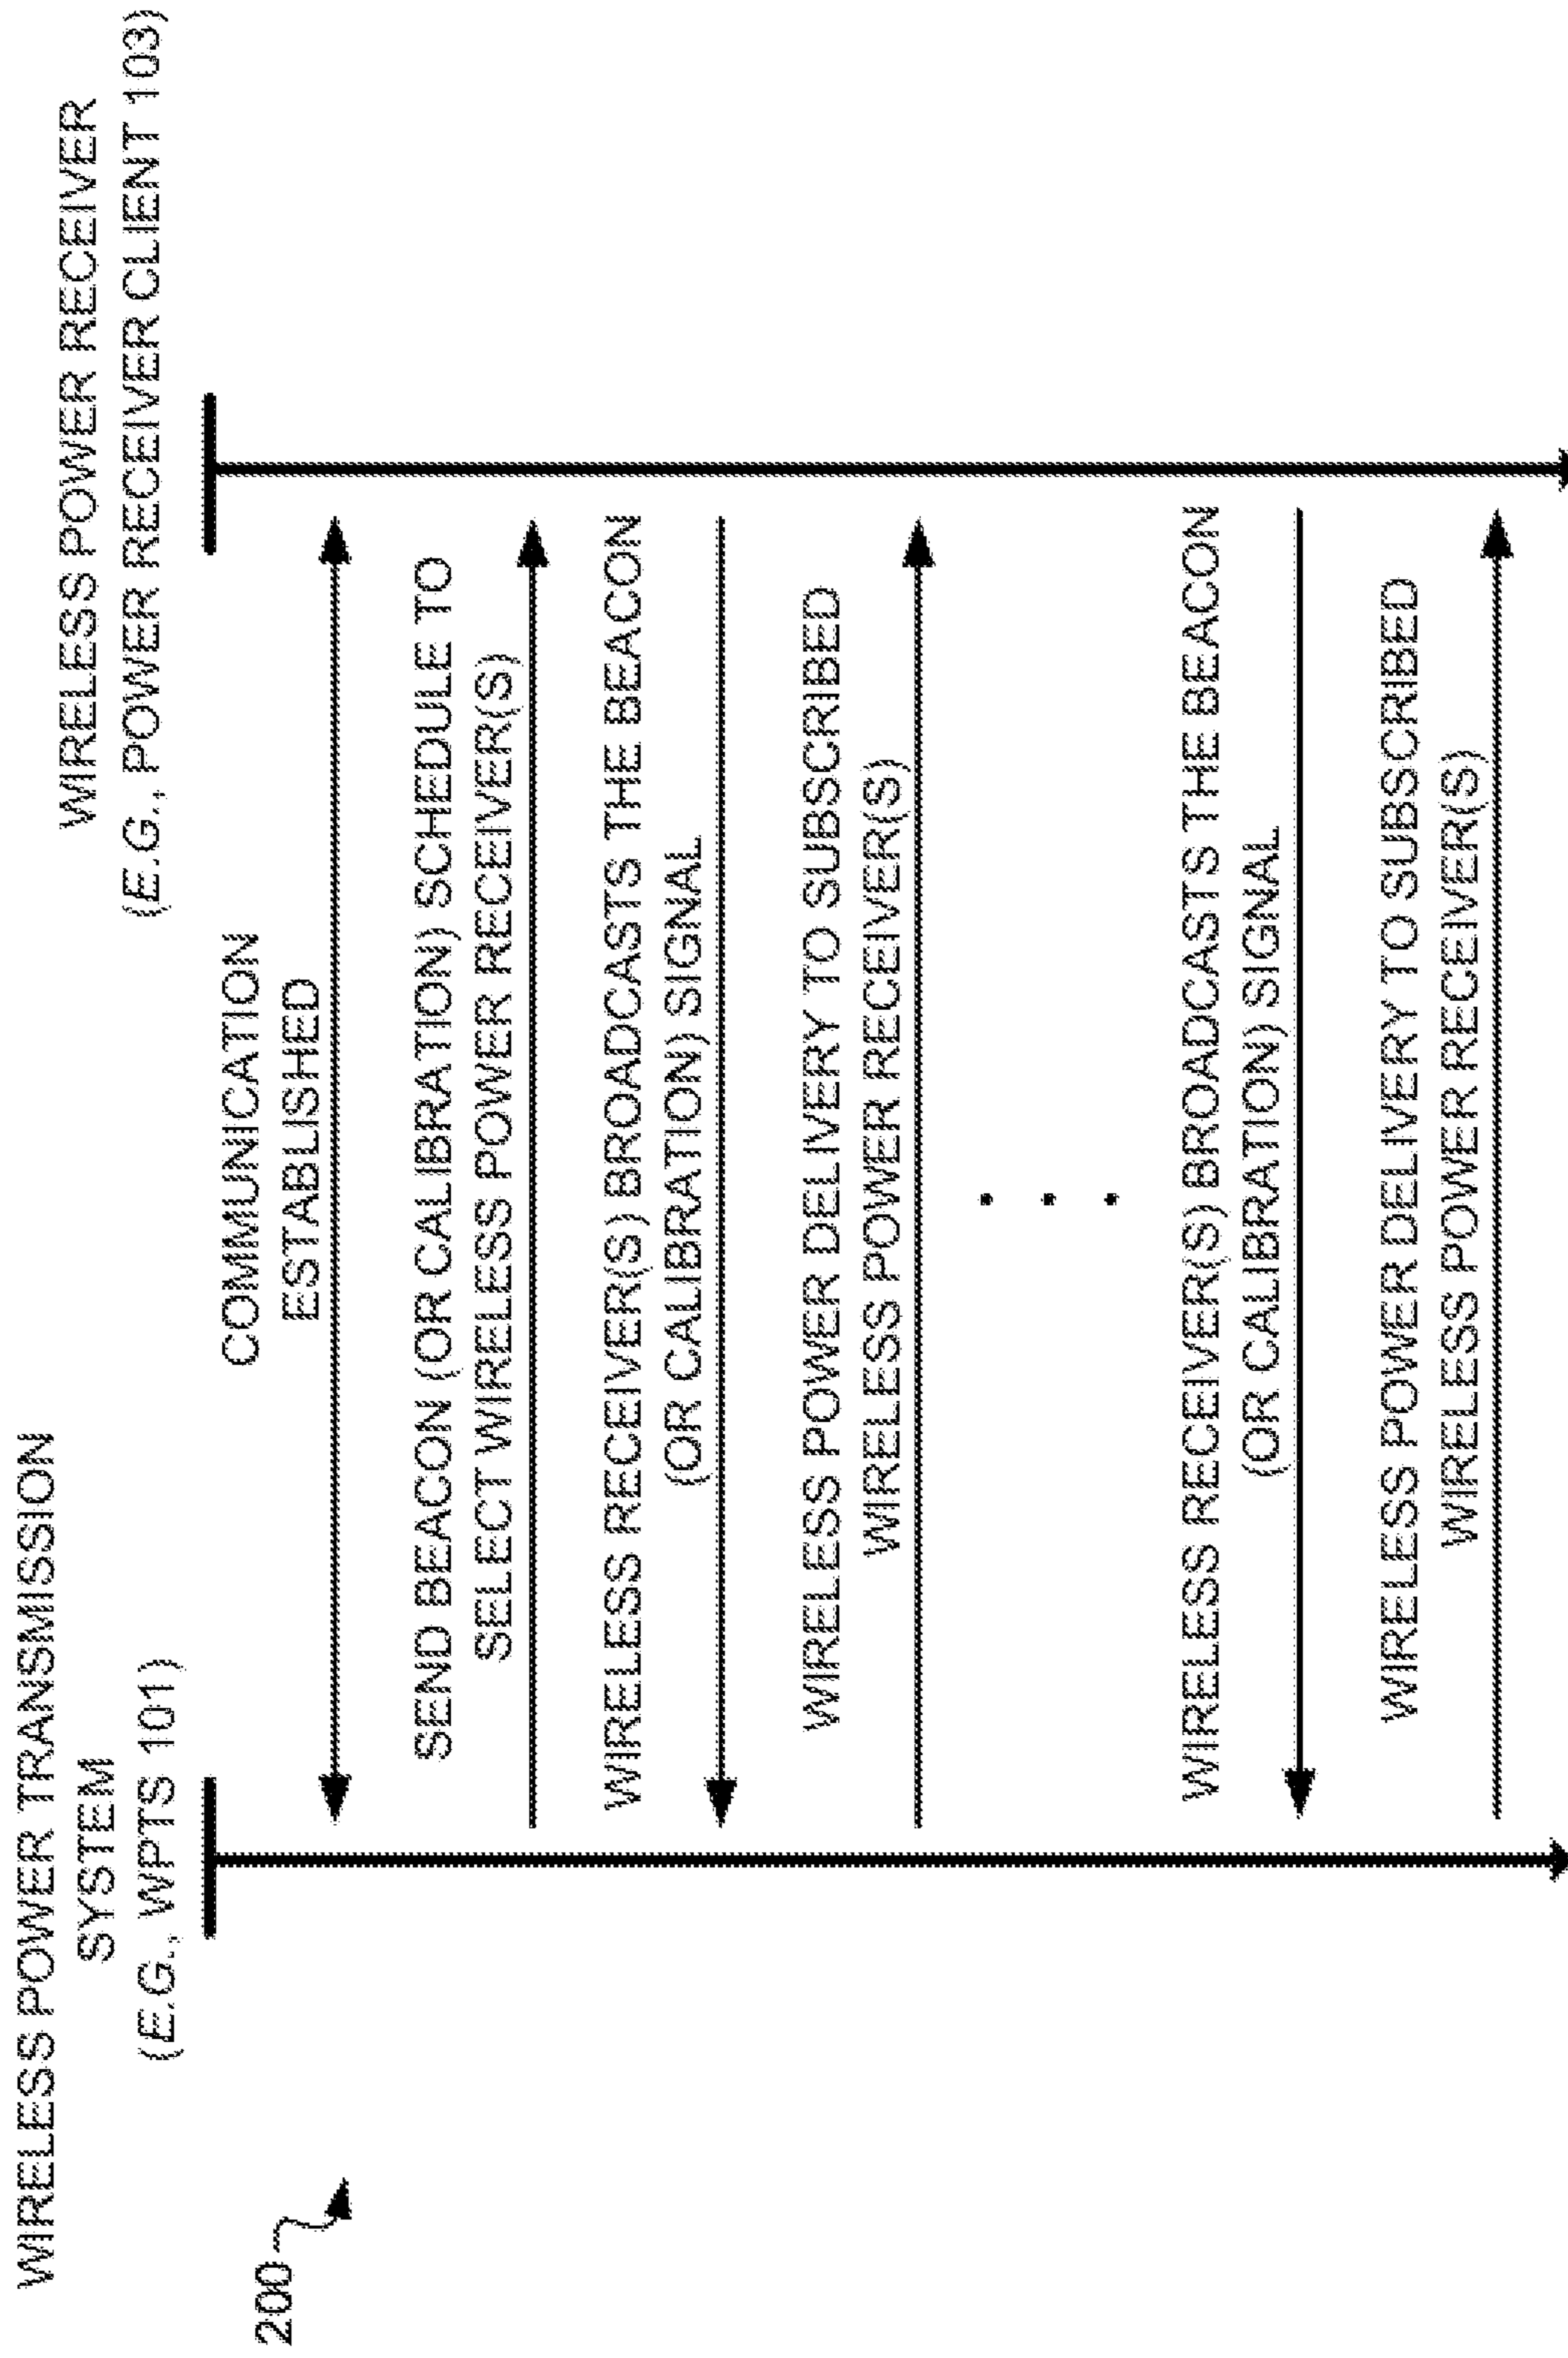 WIRELESS POWER TRANSMISSION
SYSTEM
(E.G., WPTS 101)
WIRELESS POWER RECEIVER
(E.G., POWER RECEIVER CLIENT 103)
200
COMMUNICATION
ESTABLISHED
SEND BEACON (OR CALIBRATION) SCHEDULE TO
SELECT WIRELESS POWER RECEIVER(S)
WIRELESS RECEIVER(S) BROADCASTS THE BEACON
(OR CALIBRATION) SIGNAL
WIRELESS POWER DELIVERY TO SUBSCRIBED
WIRELESS POWER RECEIVER(S)
WIRELESS RECEIVER(S) BROADCASTS THE BEACON
(OR CALIBRATION) SIGNAL
WIRELESS POWER DELIVERY TO SUBSCRIBED
WIRELESS POWER RECEIVER(S)